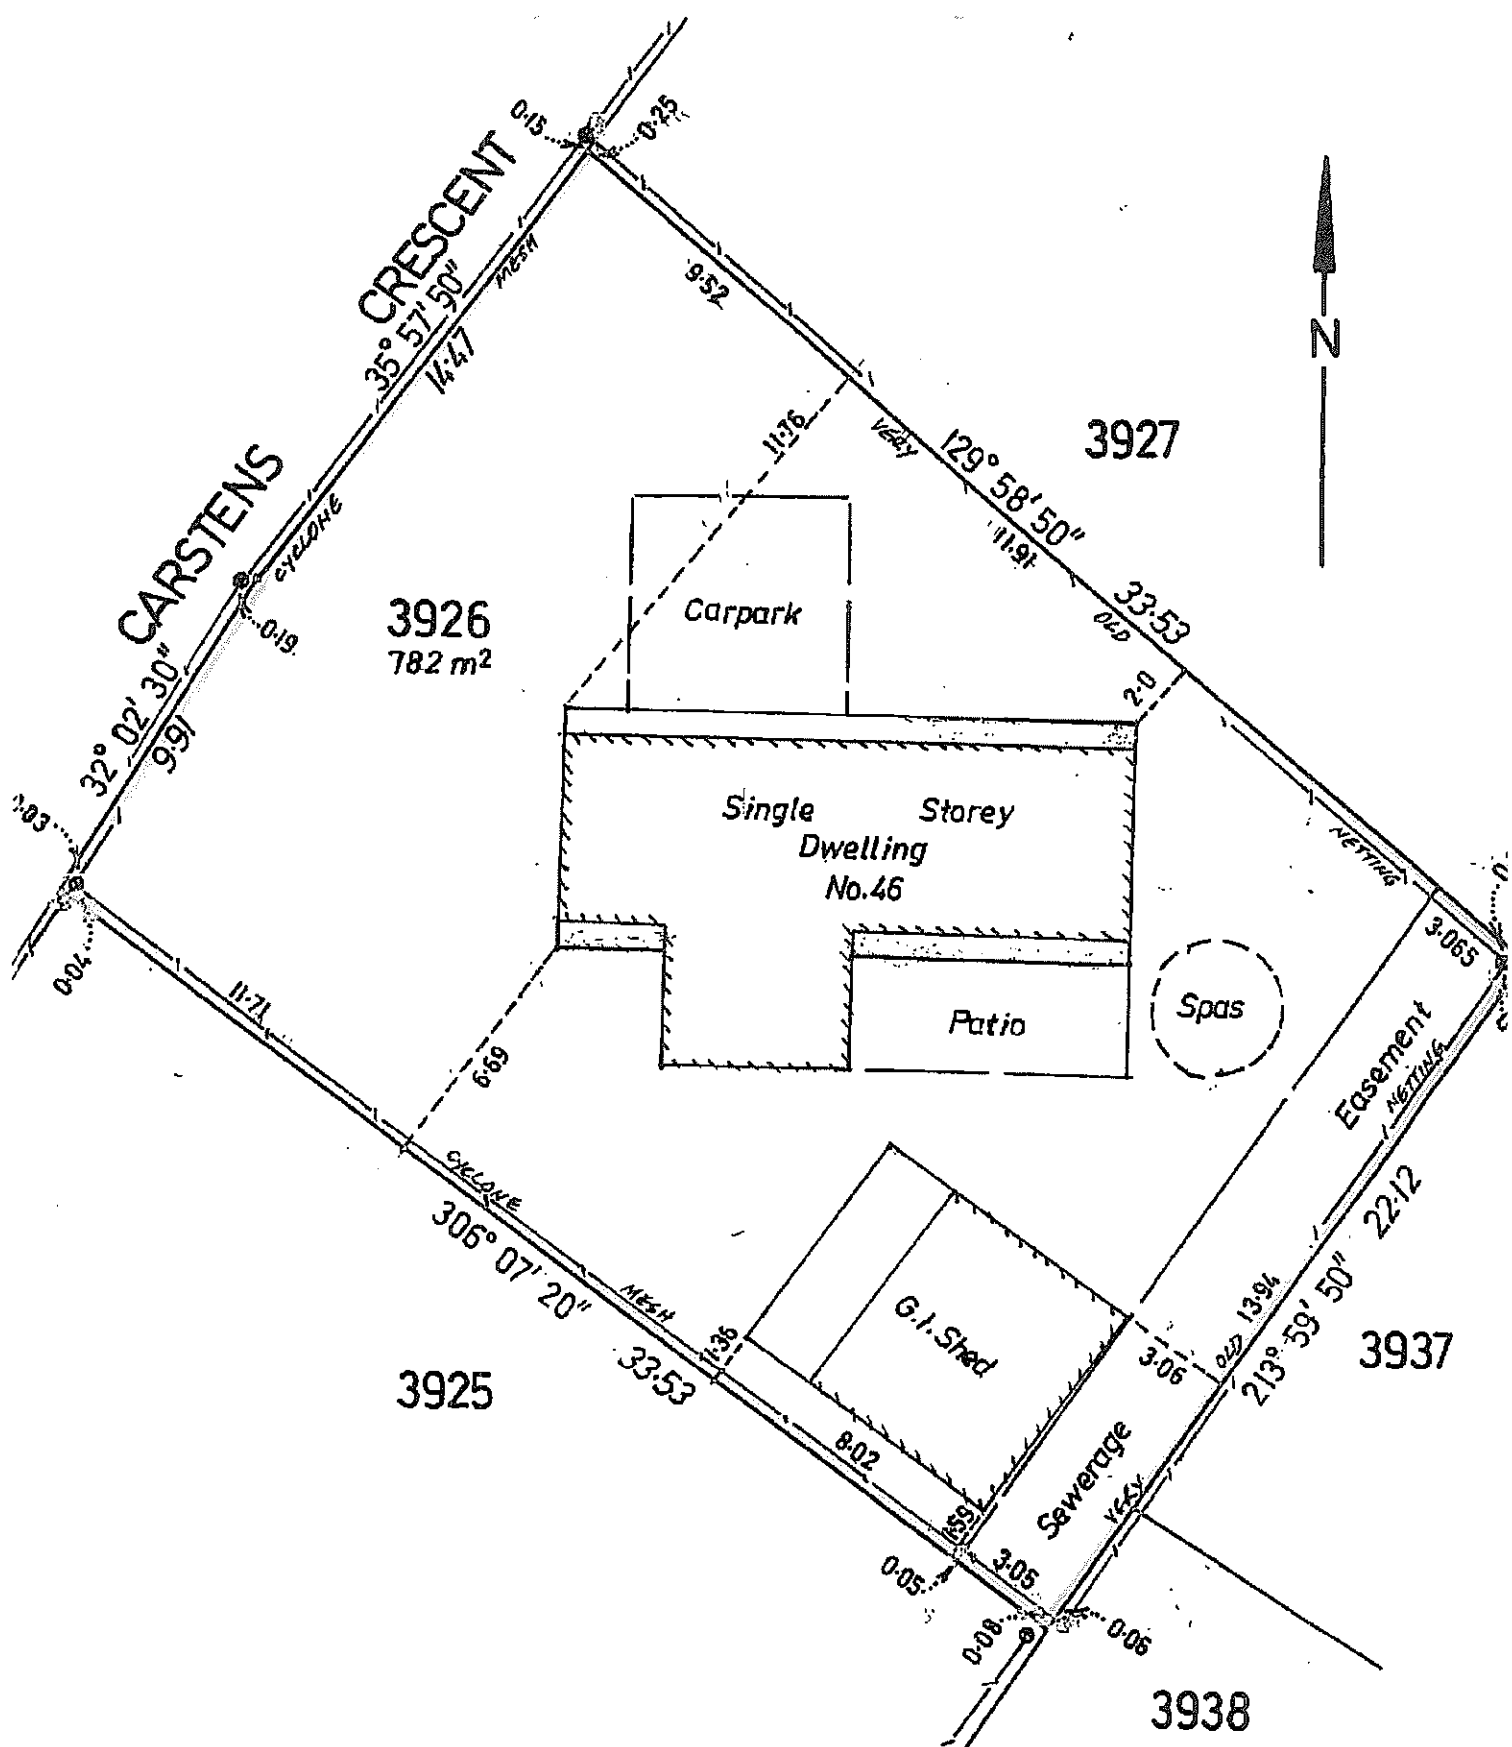 0·15
0·25
CARSTENS CRESCENT
35° 57' 50"
14·47
MESH
CYCLONE
9·52
N
3927
11·76
VERY
129° 58' 50"
11·91
33·53
OLD
2·0
3926
782 m²
Carpark
0·19
32° 02' 30"
9·91
0·04
Single Storey
Dwelling
No.46
NETTING
3·065
Patio
Spas
Easement
NETTING
11·71
6·69
CYCLONE
306° 07' 20"
MESH
33·53
1·36
G.I. Shed
3·06
OLD
13·94
22·12
213° 59' 50"
3937
3925
8·02
1·59
Sewerage
VERY
3·05
0·05
0·08
0·06
3938